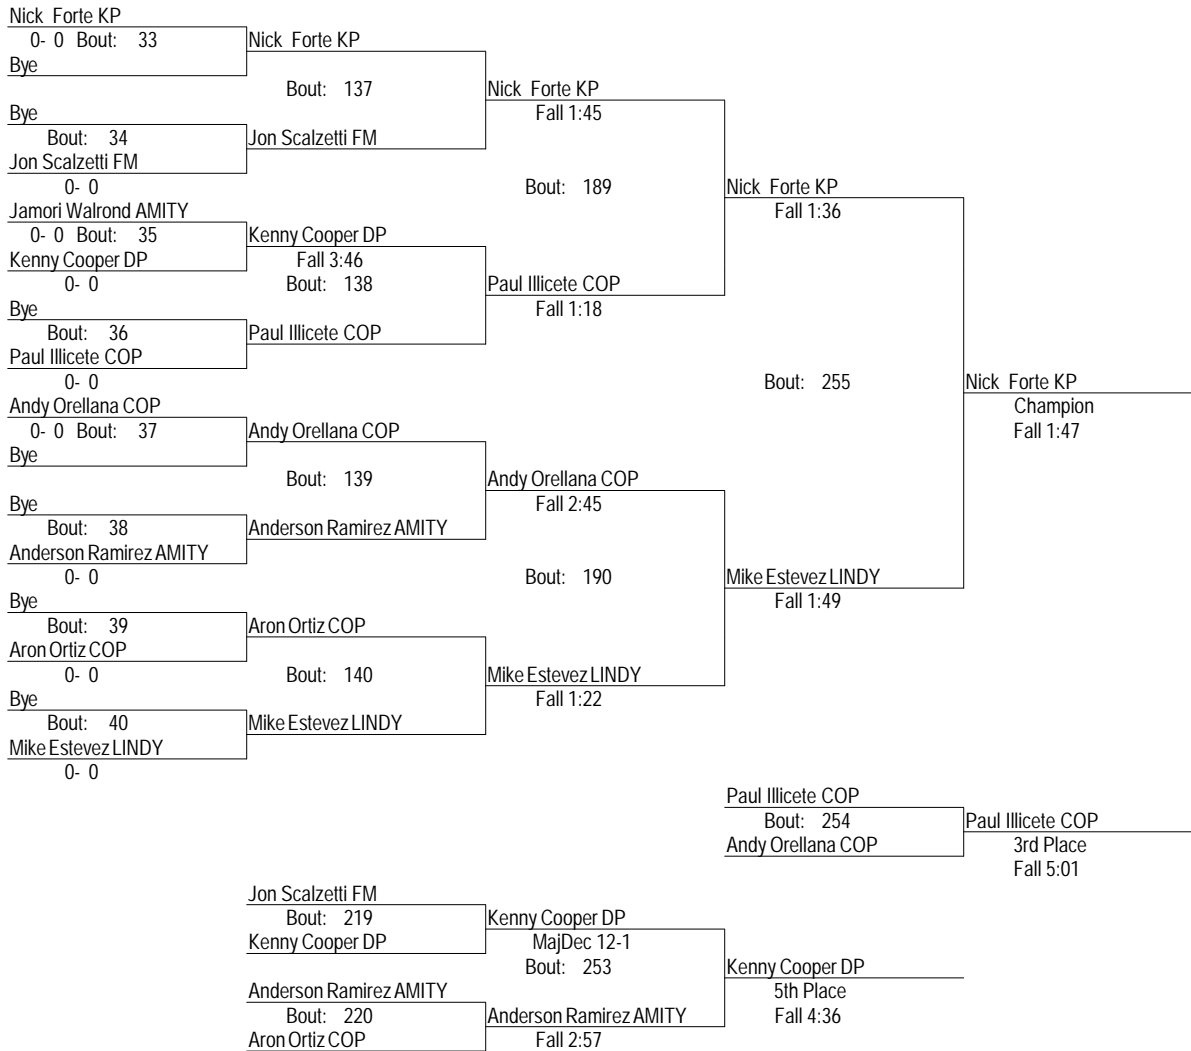 Nick Forte KP
0- 0 Bout: 33
Nick Forte KP
Bye
Bout: 137
Nick Forte KP
Bye
Fall 1:45
Bout: 34
Jon Scalzetti FM
Jon Scalzetti FM
0- 0
Bout: 189
Nick Forte KP
Jamori Walrond AMITY
Fall 1:36
0- 0 Bout: 35
Kenny Cooper DP
Kenny Cooper DP
Fall 3:46
0- 0
Bout: 138
Paul Illicete COP
Bye
Fall 1:18
Bout: 36
Paul Illicete COP
Paul Illicete COP
0- 0
Bout: 255
Nick Forte KP
Andy Orellana COP
Champion
0- 0 Bout: 37
Andy Orellana COP
Fall 1:47
Bye
Bout: 139
Andy Orellana COP
Bye
Fall 2:45
Bout: 38
Anderson Ramirez AMITY
Anderson Ramirez AMITY
0- 0
Bout: 190
Mike Estevez LINDY
Bye
Fall 1:49
Bout: 39
Aron Ortiz COP
Aron Ortiz COP
0- 0
Bout: 140
Mike Estevez LINDY
Bye
Fall 1:22
Bout: 40
Mike Estevez LINDY
Mike Estevez LINDY
0- 0
Paul Illicete COP
Bout: 254
Paul Illicete COP
Andy Orellana COP
3rd Place
Fall 5:01
Jon Scalzetti FM
Bout: 219
Kenny Cooper DP
Kenny Cooper DP
MajDec 12-1
Bout: 253
Kenny Cooper DP
Anderson Ramirez AMITY
5th Place
Bout: 220
Anderson Ramirez AMITY
Fall 4:36
Aron Ortiz COP
Fall 2:57